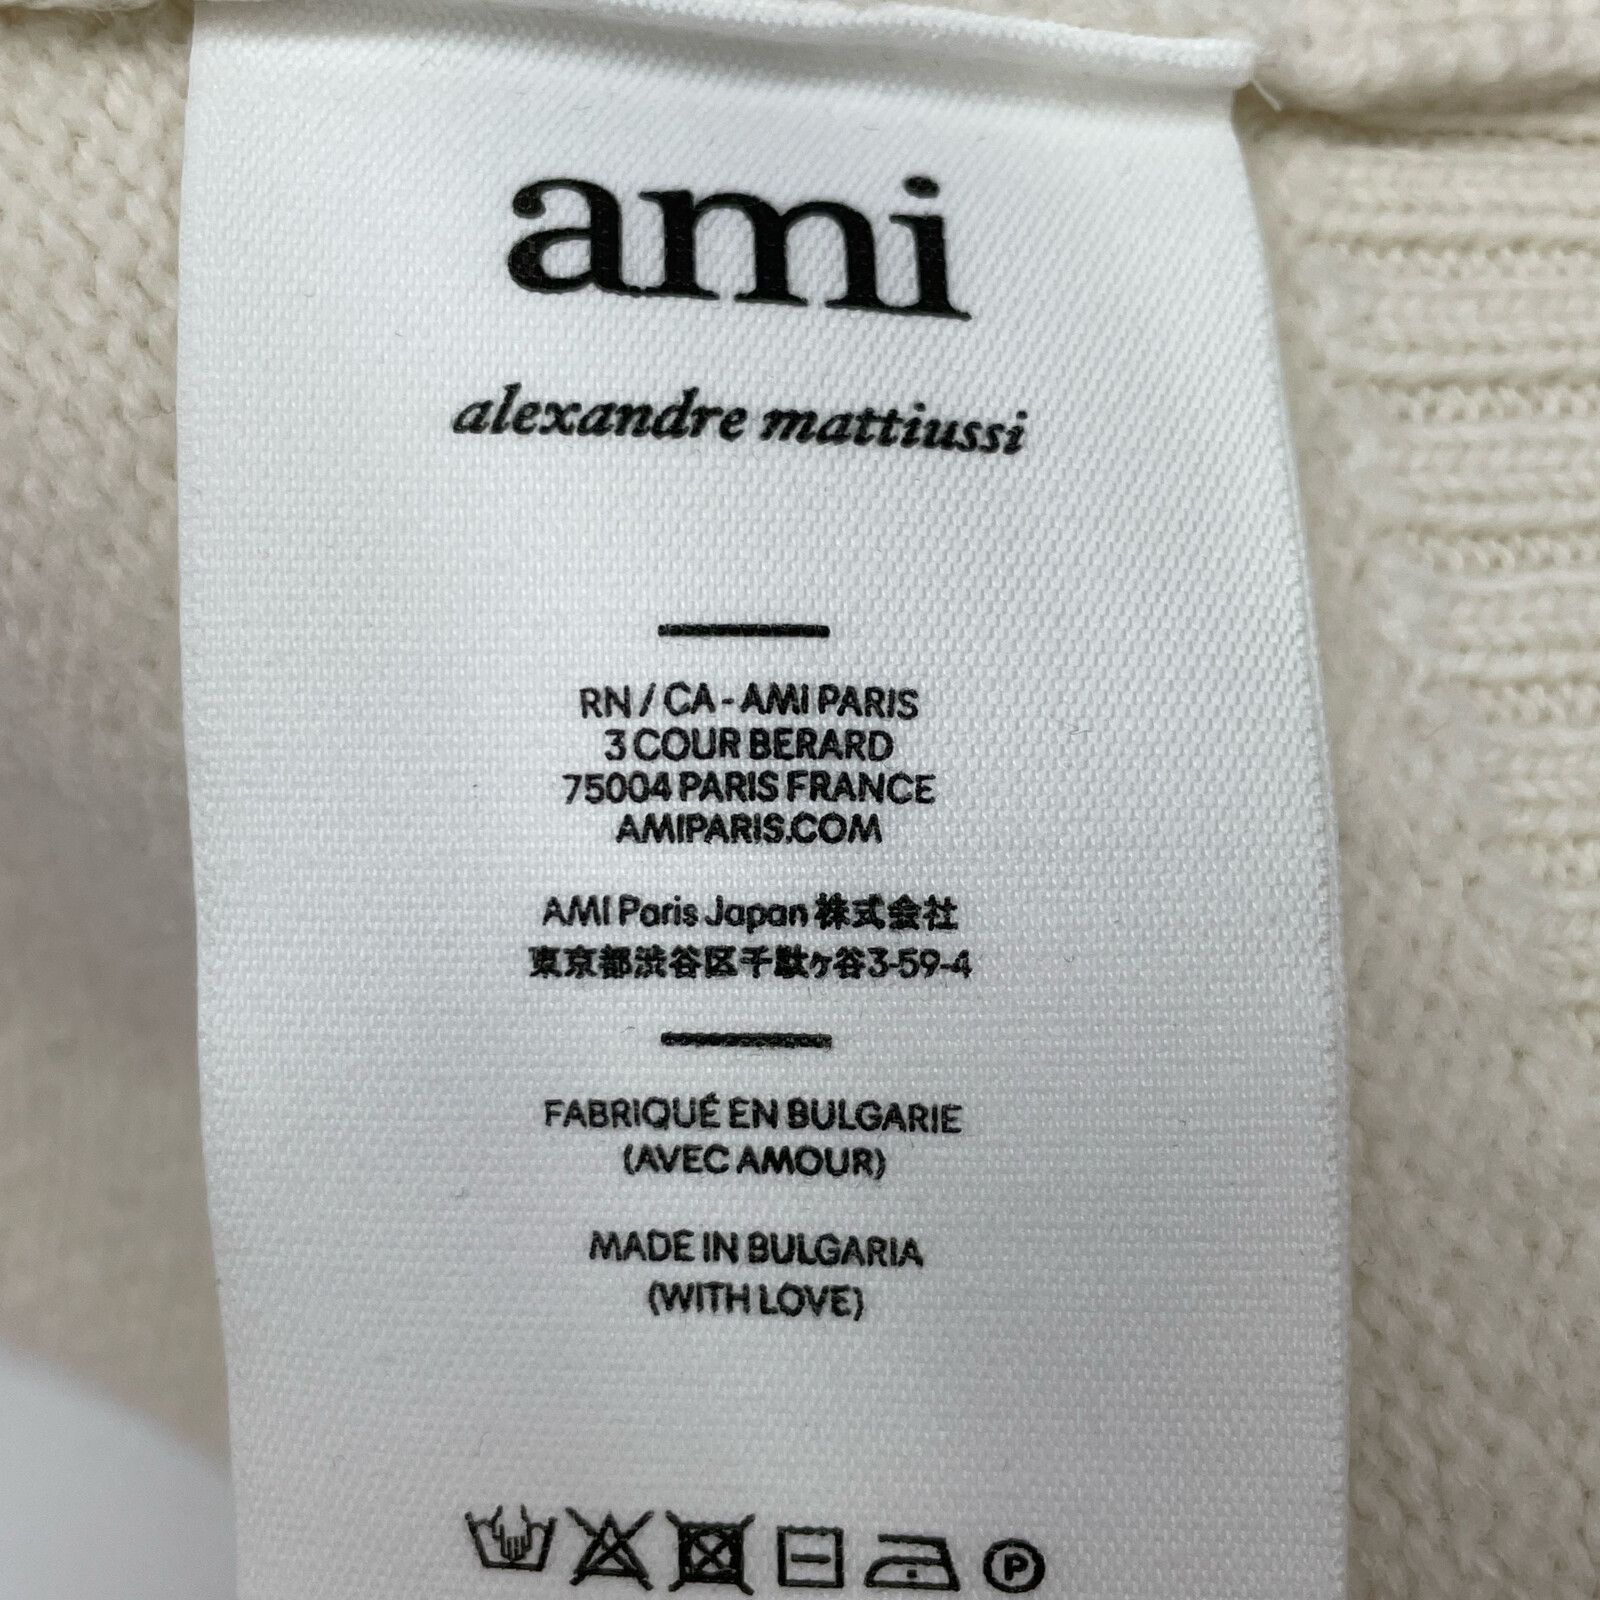 ami
alexandre mattiussi
RN / CA - AMI PARIS
3 COUR BERARD
75004 PARIS FRANCE
AMIPARIS.COM
AMI Paris Japan 株式会社
東京都渋谷区千駄ヶ谷3-59-4
FABRIQUÉ EN BULGARIE
(AVEC AMOUR)
MADE IN BULGARIA
(WITH LOVE)
P